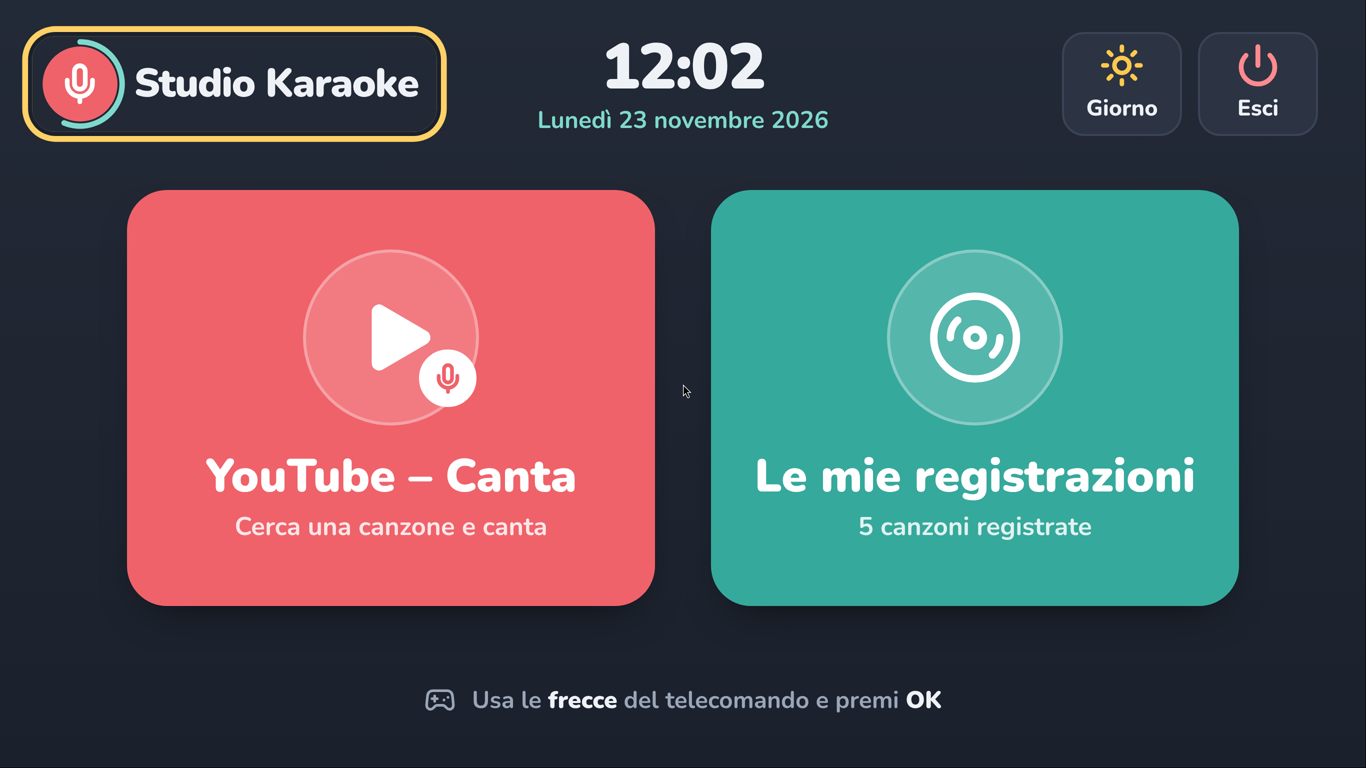 Studio Karaoke
12:02
Lunedì 23 novembre 2026
Giorno
Esci
YouTube – Canta
Cerca una canzone e canta
Le mie registrazioni
5 canzoni registrate
Usa le frecce del telecomando e premi OK